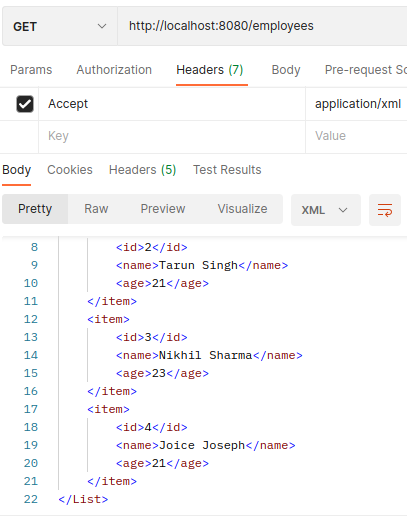 GET http://localhost:8080/employees
Params Authorization Headers (7) Body Pre-request Sc
Accept application/xml
Key Value
Body Cookies Headers (5) Test Results
Pretty Raw Preview Visualize XML
8 <id>2</id>
9 <name>Tarun Singh</name>
10 <age>21</age>
11 </item>
12 <item>
13 <id>3</id>
14 <name>Nikhil Sharma</name>
15 <age>23</age>
16 </item>
17 <item>
18 <id>4</id>
19 <name>Joice Joseph</name>
20 <age>21</age>
21 </item>
22 </List>